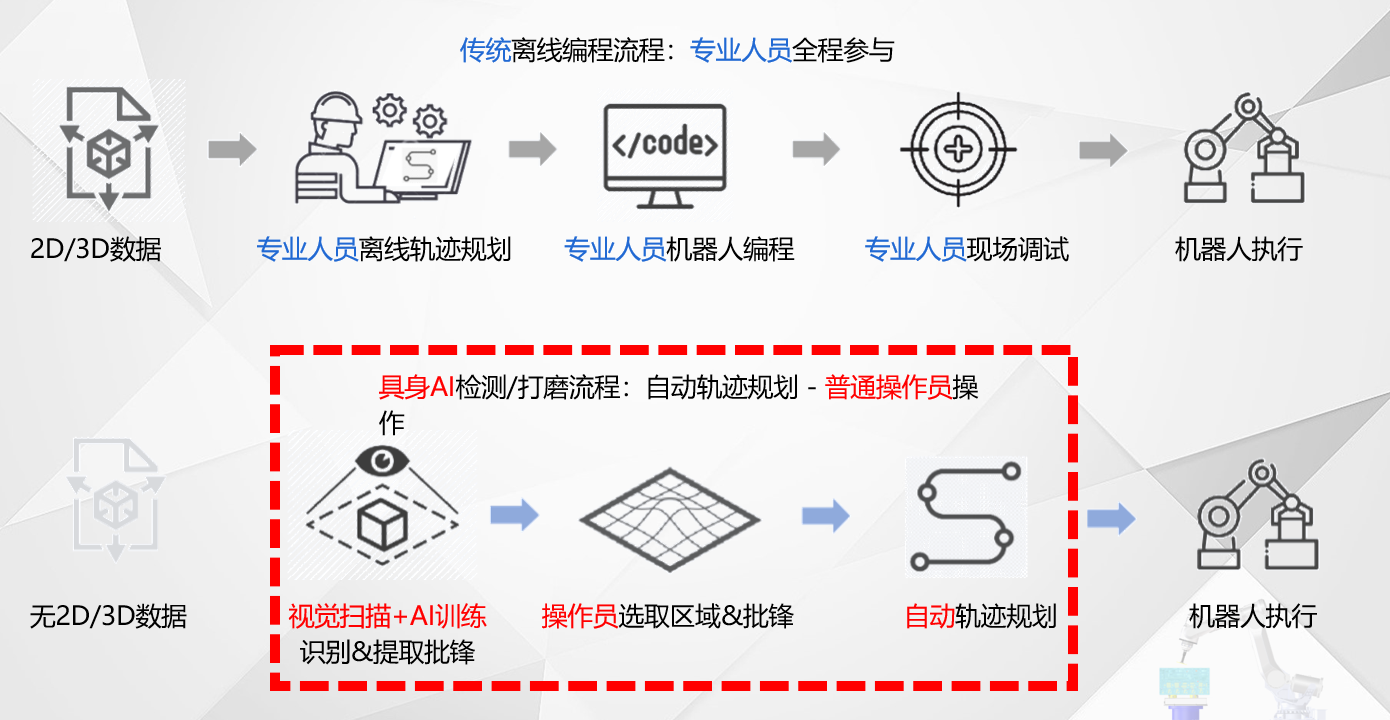 传统离线编程流程：专业人员全程参与
</code>
2D/3D数据
专业人员离线轨迹规划
专业人员机器人编程
专业人员现场调试
机器人执行
具身AI检测/打磨流程：自动轨迹规划 - 普通操作员操
作
无2D/3D数据
视觉扫描+AI训练
识别&提取批锋
操作员选取区域&批锋
自动轨迹规划
机器人执行